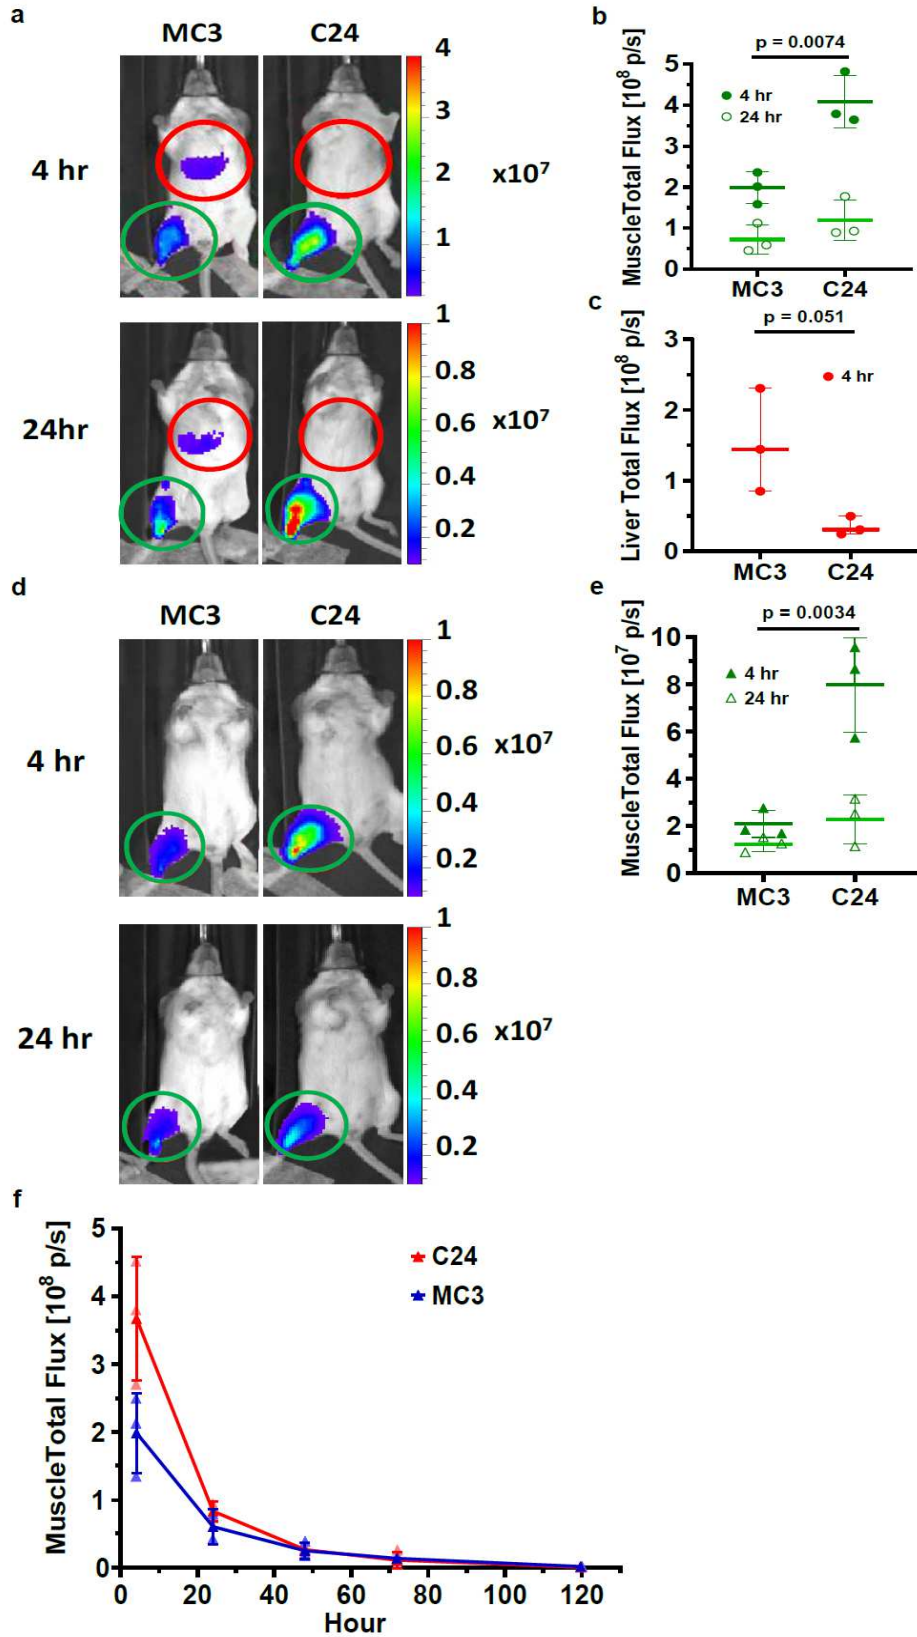 a
MC3 C24
4 hr
4
3
2
1
x10⁷
24hr
1
0.8
0.6
0.4
0.2
x10⁷
b
p = 0.0074
MuscleTotal Flux [10⁸ p/s]
5
4
3
2
1
0
4 hr
24 hr
MC3 C24
c
p = 0.051
Liver Total Flux [10⁸ p/s]
3
2
1
0
4 hr
MC3 C24
d
MC3 C24
4 hr
1
0.8
0.6
0.4
0.2
x10⁷
24 hr
1
0.8
0.6
0.4
0.2
x10⁷
e
p = 0.0034
MuscleTotal Flux [10⁷ p/s]
10
8
6
4
2
0
4 hr
24 hr
MC3 C24
f
MuscleTotal Flux [10⁸ p/s]
5
4
3
2
1
0
C24
MC3
0 20 40 60 80 100 120
Hour